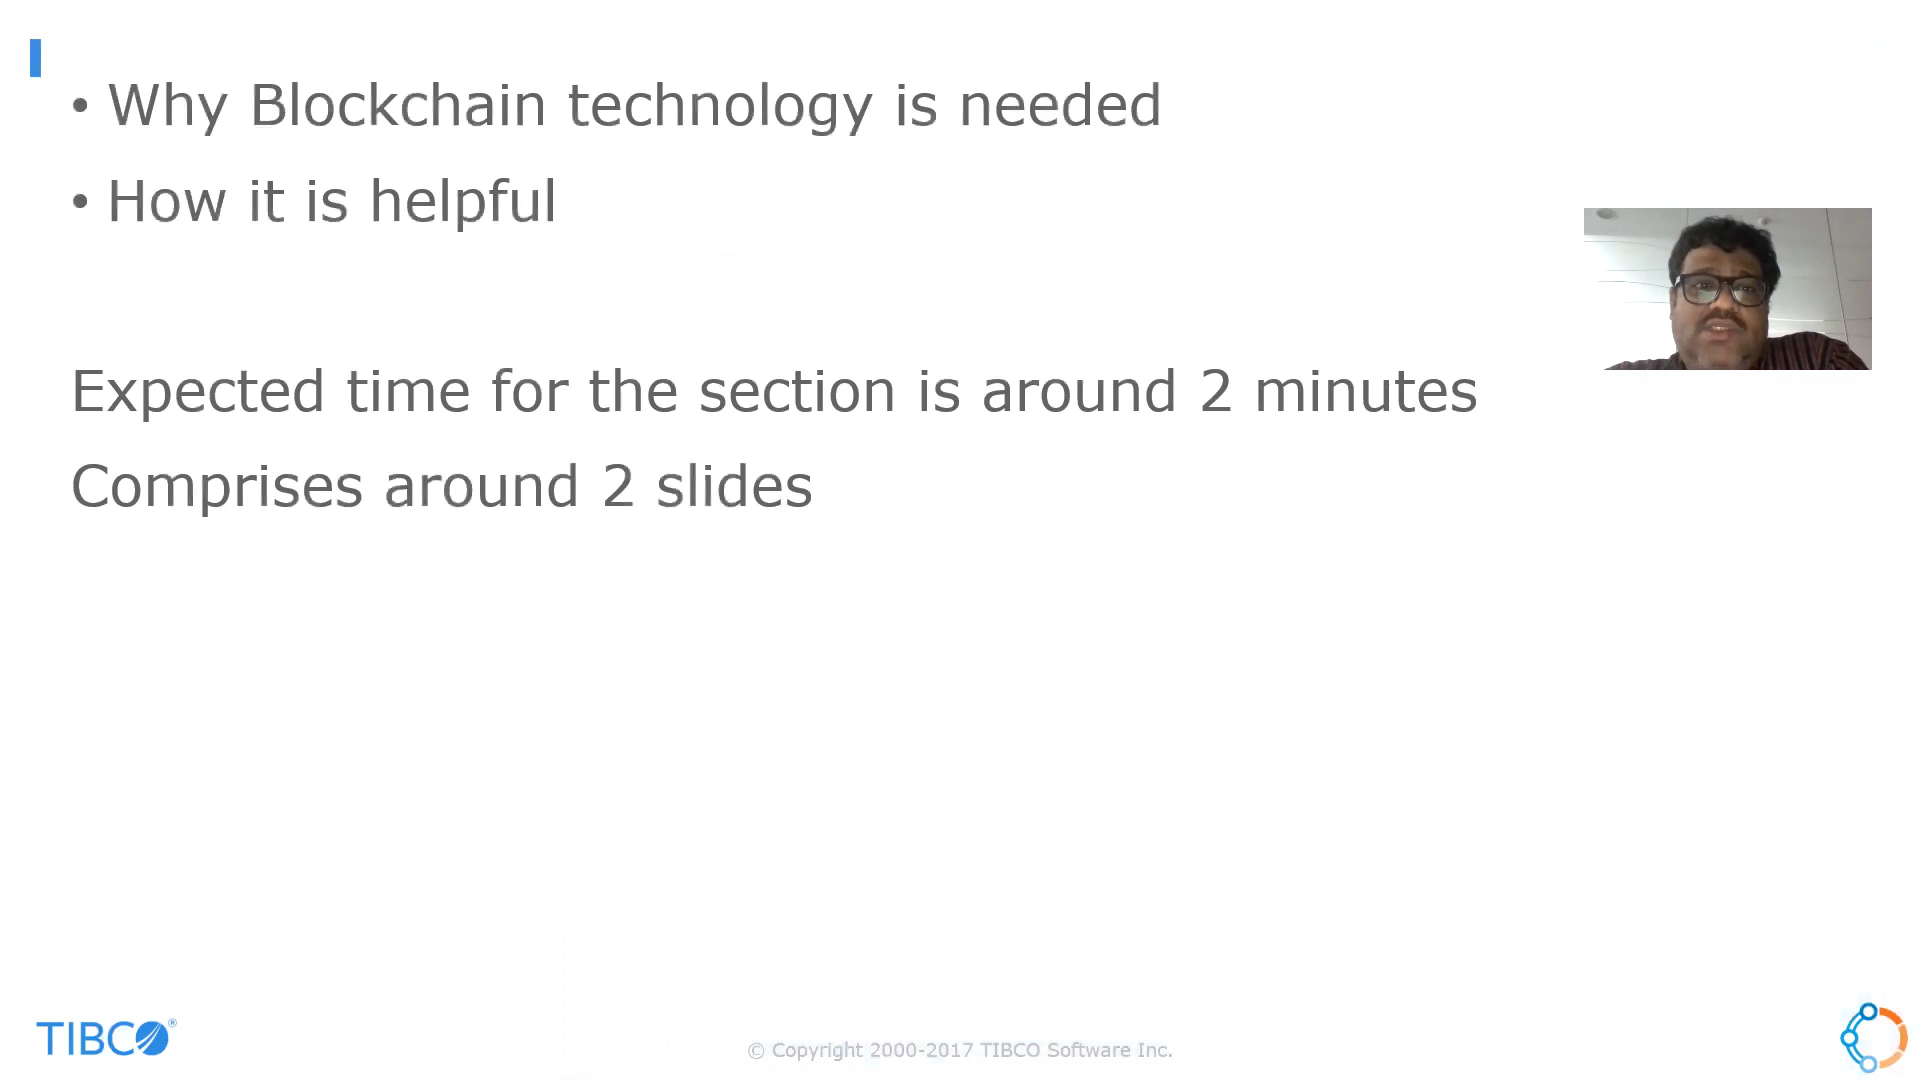 • Why Blockchain technology is needed
• How it is helpful
Expected time for the section is around 2 minutes
Comprises around 2 slides
TIBCO®
© Copyright 2000-2017 TIBCO Software Inc.